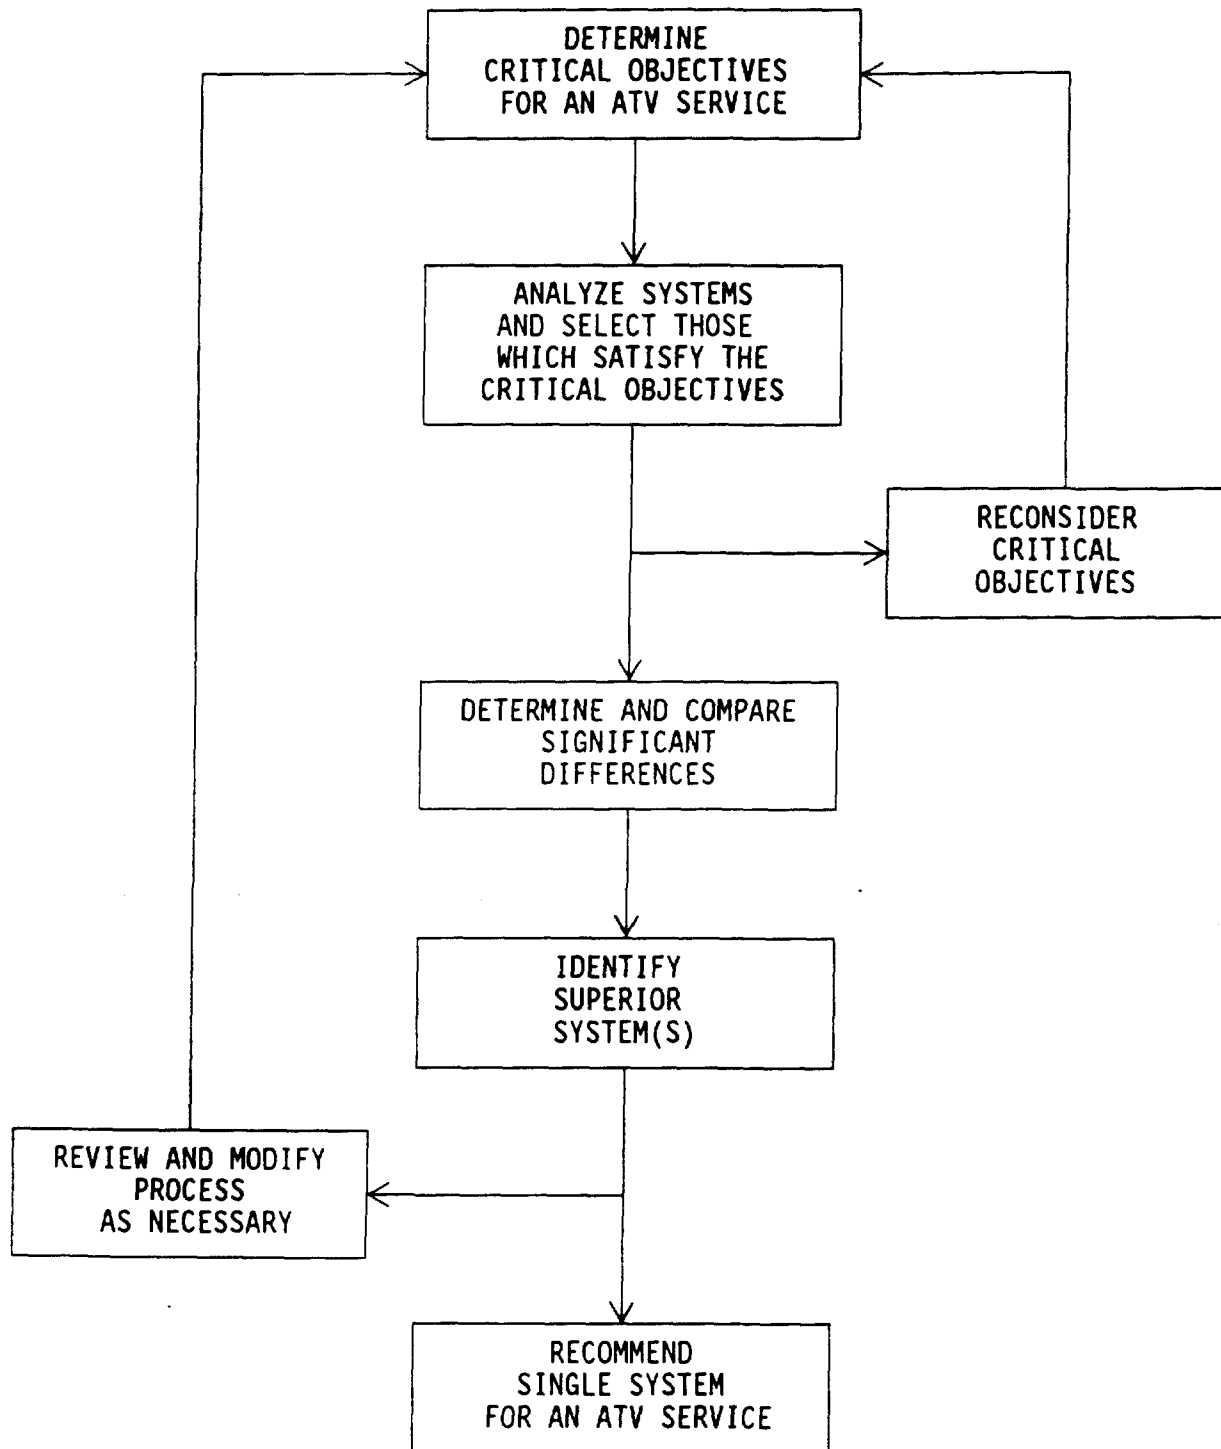 DETERMINE
CRITICAL OBJECTIVES
FOR AN ATV SERVICE
ANALYZE SYSTEMS
AND SELECT THOSE
WHICH SATISFY THE
CRITICAL OBJECTIVES
RECONSIDER
CRITICAL
OBJECTIVES
DETERMINE AND COMPARE
SIGNIFICANT
DIFFERENCES
IDENTIFY
SUPERIOR
SYSTEM(S)
REVIEW AND MODIFY
PROCESS
AS NECESSARY
RECOMMEND
SINGLE SYSTEM
FOR AN ATV SERVICE